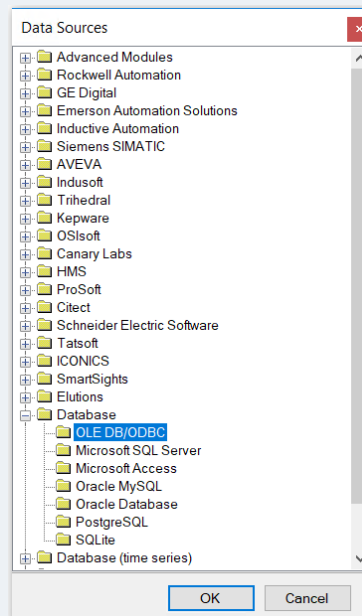 Data Sources
Advanced Modules
Rockwell Automation
GE Digital
Emerson Automation Solutions
Inductive Automation
Siemens SIMATIC
AVEVA
Indusoft
Trihedral
Kepware
OSIsoft
Canary Labs
HMS
ProSoft
Citect
Schneider Electric Software
Tatsoft
ICONICS
SmartSights
Elutions
Database
OLE DB/ODBC
Microsoft SQL Server
Microsoft Access
Oracle MySQL
Oracle Database
PostgreSQL
SQLite
Database (time series)
OK
Cancel